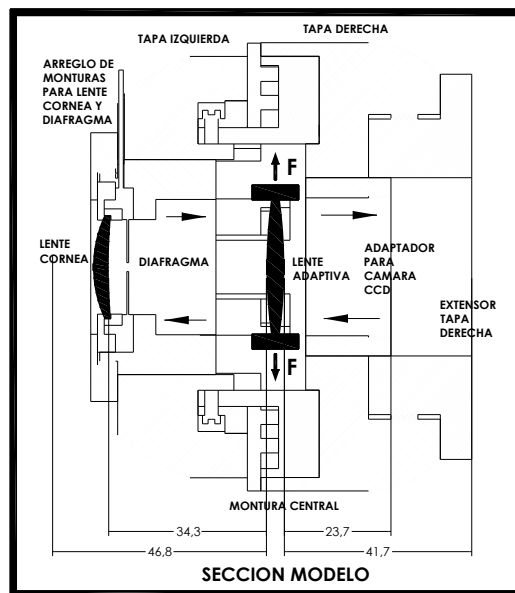 TAPA DERECHA
TAPA IZQUIERDA
ARREGLO DE
MONTURAS
PARA LENTE
CORNEA Y
DIAFRAGMA
F
LENTE
CORNEA
DIAFRAGMA
LENTE
ADAPTIVA
ADAPTADOR
PARA
CAMARA
CCD
EXTENSOR
TAPA
DERECHA
F
MONTURA CENTRAL
34,3
23,7
46,8
41,7
SECCION MODELO